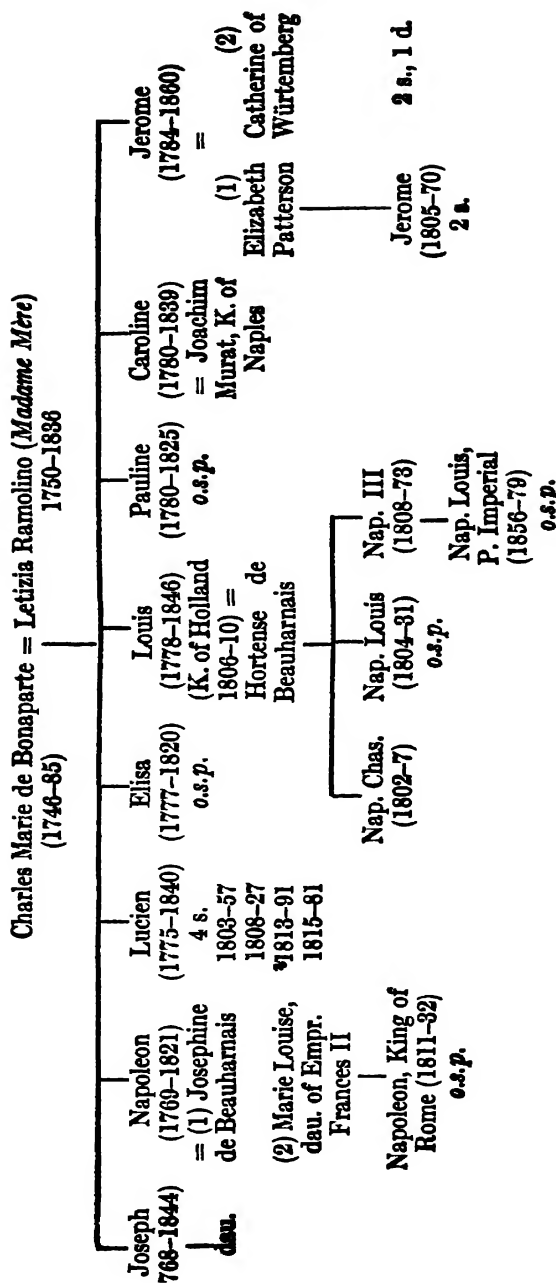 Charles Marie de Bonaparte = Letizia Ramolino (Madame Mère)
(1746–85) 1750–1836
Joseph
768–1844)
dau.
Napoleon
(1769–1821)
= (1) Josephine
de Beauharnais
(2) Marie Louise,
dau. of Empr.
Frances II
Napoleon, King of
Rome (1811–32)
o.s.p.
Lucien
(1775–1840)
4 s.
1803–57
1808–27
1813–91
1815–81
Elisa
(1777–1820)
o.s.p.
Louis
(1778–1846)
(K. of Holland
1806–10) =
Hortense de
Beauharnais
Nap. Chas.
(1802–7)
Nap. Louis
(1804–31)
o.s.p.
Nap. III
(1808–73)
Nap. Louis,
P. Imperial
(1856–79)
o.s.p.
Pauline
(1780–1825)
o.s.p.
Caroline
(1780–1839)
= Joachim
Murat, K. of
Naples
Jerome
(1784–1860)
=
(1)
Elizabeth
Patterson
Jerome
(1805–70)
2 s.
(2)
Catherine of
Würtemberg
2 s., 1 d.